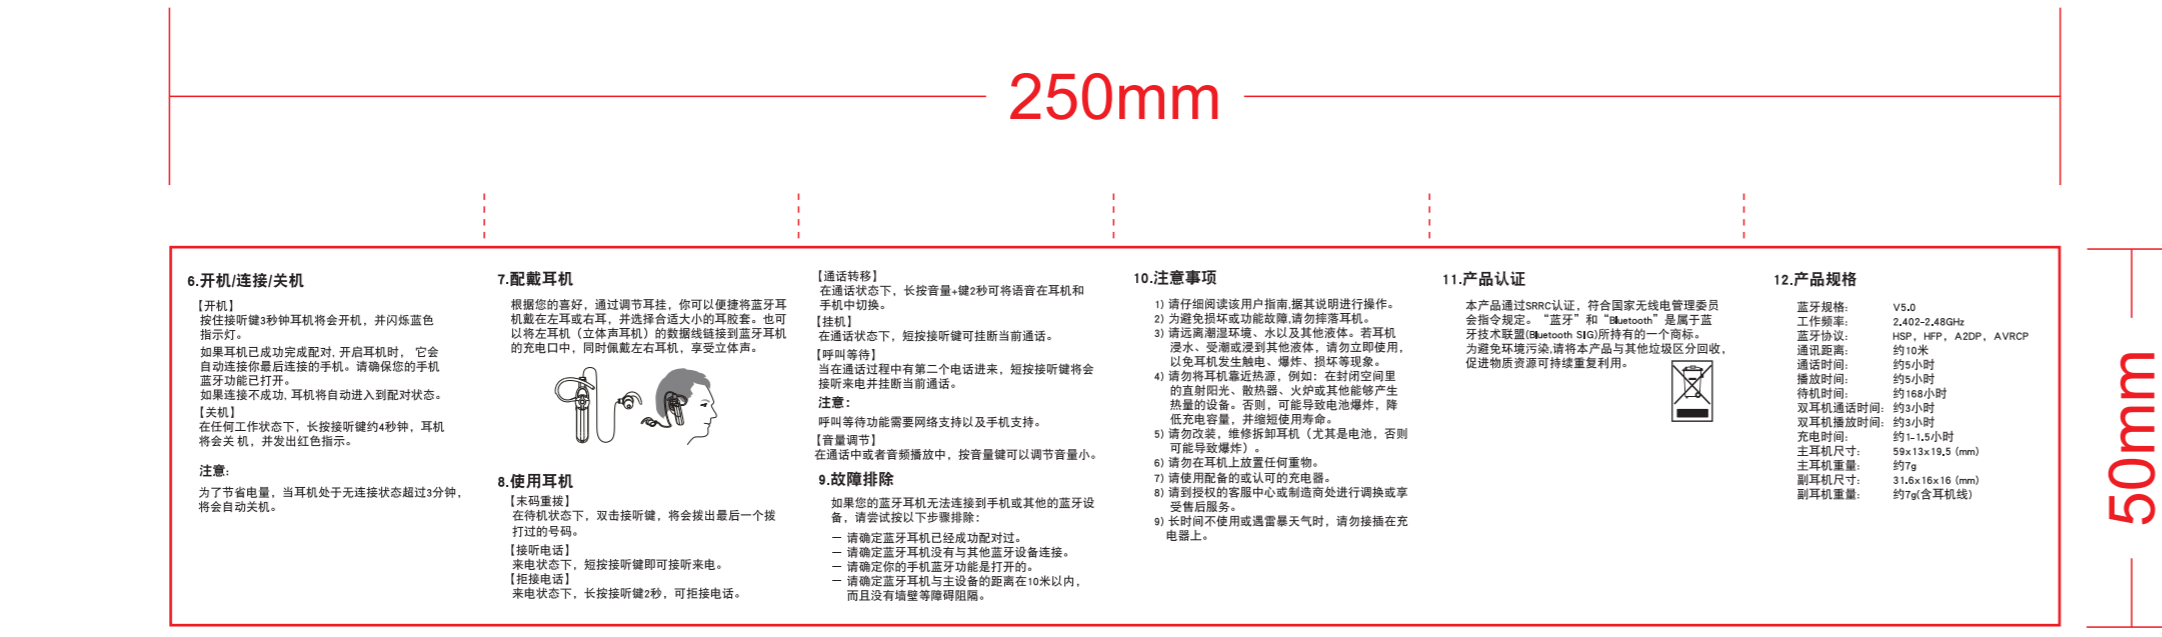 250mm
50mm
6.开机/连接/关机
【开机】
按住接听键3秒钟耳机将会开机，并闪烁蓝色
指示灯。
如果耳机已成功完成配对，开启耳机时， 它会
自动连接你最后连接的手机。请确保您的手机
蓝牙功能已打开。
如果连接不成功，耳机将自动进入到配对状态。
【关机】
在任何工作状态下，长按接听键约4秒钟，耳机
将会关 机，并发出红色指示。
注意：
为了节省电量，当耳机处于无连接状态超过3分钟，
将会自动关机。
7.配戴耳机
根据您的喜好，通过调节耳挂，你可以便捷将蓝牙耳
机戴在左耳或右耳，并选择合适大小的耳胶套。也可
以将左耳机（立体声耳机）的数据线链接到蓝牙耳机
的充电口中，同时佩戴左右耳机，享受立体声。
8.使用耳机
【末码重拨】
在待机状态下，双击接听键，将会拨出最后一个拨
打过的号码。
【接听电话】
来电状态下，短按接听键即可接听来电。
【拒接电话】
来电状态下，长按接听键2秒，可拒接电话。
【通话转移】
在通话状态下，长按音量+键2秒可将语音在耳机和
手机中切换。
【挂机】
在通话状态下，短按接听键可挂断当前通话。
【呼叫等待】
当在通话过程中有第二个电话进来，短按接听键将会
接听来电并挂断当前通话。
注意：
呼叫等待功能需要网络支持以及手机支持。
【音量调节】
在通话中或者音频播放中，按音量键可以调节音量小。
9.故障排除
如果您的蓝牙耳机无法连接到手机或其他的蓝牙设
备，请尝试按以下步骤排除：
— 请确定蓝牙耳机已经成功配对过。
— 请确定蓝牙耳机没有与其他蓝牙设备连接。
— 请确定你的手机蓝牙功能是打开的。
— 请确定蓝牙耳机与主设备的距离在10米以内，
而且没有墙壁等障碍阻隔。
10.注意事项
1) 请仔细阅读该用户指南,据其说明进行操作。
2) 为避免损坏或功能故障,请勿摔落耳机。
3) 请远离潮湿环境、水以及其他液体。若耳机
浸水、受潮或浸到其他液体，请勿立即使用，
以免耳机发生触电、爆炸、损坏等现象。
4) 请勿将耳机靠近热源，例如：在封闭空间里
的直射阳光、散热器、火炉或其他能够产生
热量的设备。否则，可能导致电池爆炸，降
低充电容量，并缩短使用寿命。
5) 请勿改装，维修拆卸耳机（尤其是电池，否则
可能导致爆炸）。
6) 请勿在耳机上放置任何重物。
7) 请使用配备的或认可的充电器。
8) 请到授权的客服中心或制造商处进行调换或享
受售后服务。
9) 长时间不使用或遇雷暴天气时，请勿接插在充
电器上。
11.产品认证
本产品通过SRRC认证，符合国家无线电管理委员
会指令规定。“蓝牙”和“Bluetooth”是属于蓝
牙技术联盟(Bluetooth SIG)所持有的一个商标。
为避免环境污染,请将本产品与其他垃圾区分回收，
促进物质资源可持续重复利用。
12.产品规格
蓝牙规格： V5.0
工作频率： 2.402-2.48GHz
蓝牙协议： HSP，HFP，A2DP，AVRCP
通讯距离： 约10米
通话时间： 约5小时
播放时间： 约5小时
待机时间： 约168小时
双耳机通话时间： 约3小时
双耳机播放时间： 约3小时
充电时间： 约1-1.5小时
主耳机尺寸： 59x13x19.5 (mm)
主耳机重量： 约7g
副耳机尺寸： 31.6x16x16 (mm)
副耳机重量： 约7g(含耳机线)